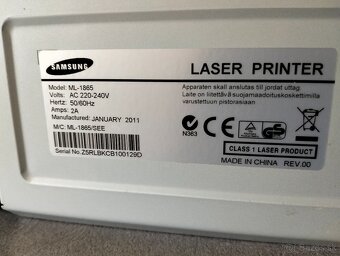 SAMSUNG
LASER PRINTER
Model: ML-1865
Volts: AC 220-240V
Hertz: 50/60Hz
Amps: 2A
Manufactured: JANUARY 2011
M/C: ML-1865/SEE
Serial No. Z5RLBKCB100129D
Apparaten skall anslutas till jordat uttag
Laite on liitettävä suojamaadoituskoskettimilla
varustettuun pistorasiaan
N363
CLASS 1 LASER PRODUCT
MADE IN CHINA REV.00